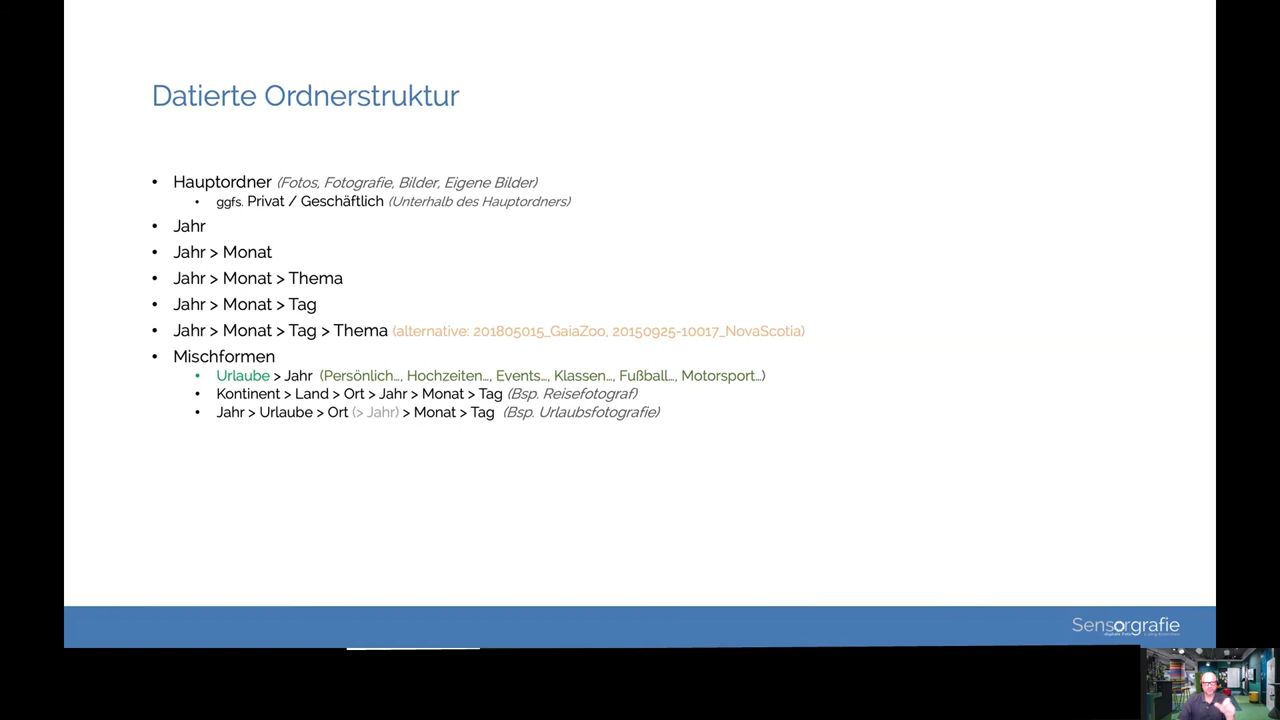 Datierte Ordnerstruktur
• Hauptordner (Fotos, Fotografie, Bilder, Eigene Bilder)
• ggfs. Privat / Geschäftlich (Unterhalb des Hauptordners)
• Jahr
• Jahr > Monat
• Jahr > Monat > Thema
• Jahr > Monat > Tag
• Jahr > Monat > Tag > Thema (alternative: 201805015_GaiaZoo, 20150925-10017_NovaScotia)
• Mischformen
• Urlaube > Jahr (Persönlich..., Hochzeiten..., Events..., Klassen..., Fußball..., Motorsport...)
• Kontinent > Land > Ort > Jahr > Monat > Tag (Bsp. Reisefotograf)
• Jahr > Urlaube > Ort (> Jahr) > Monat > Tag (Bsp. Urlaubsfotografie)
Sensorgrafie